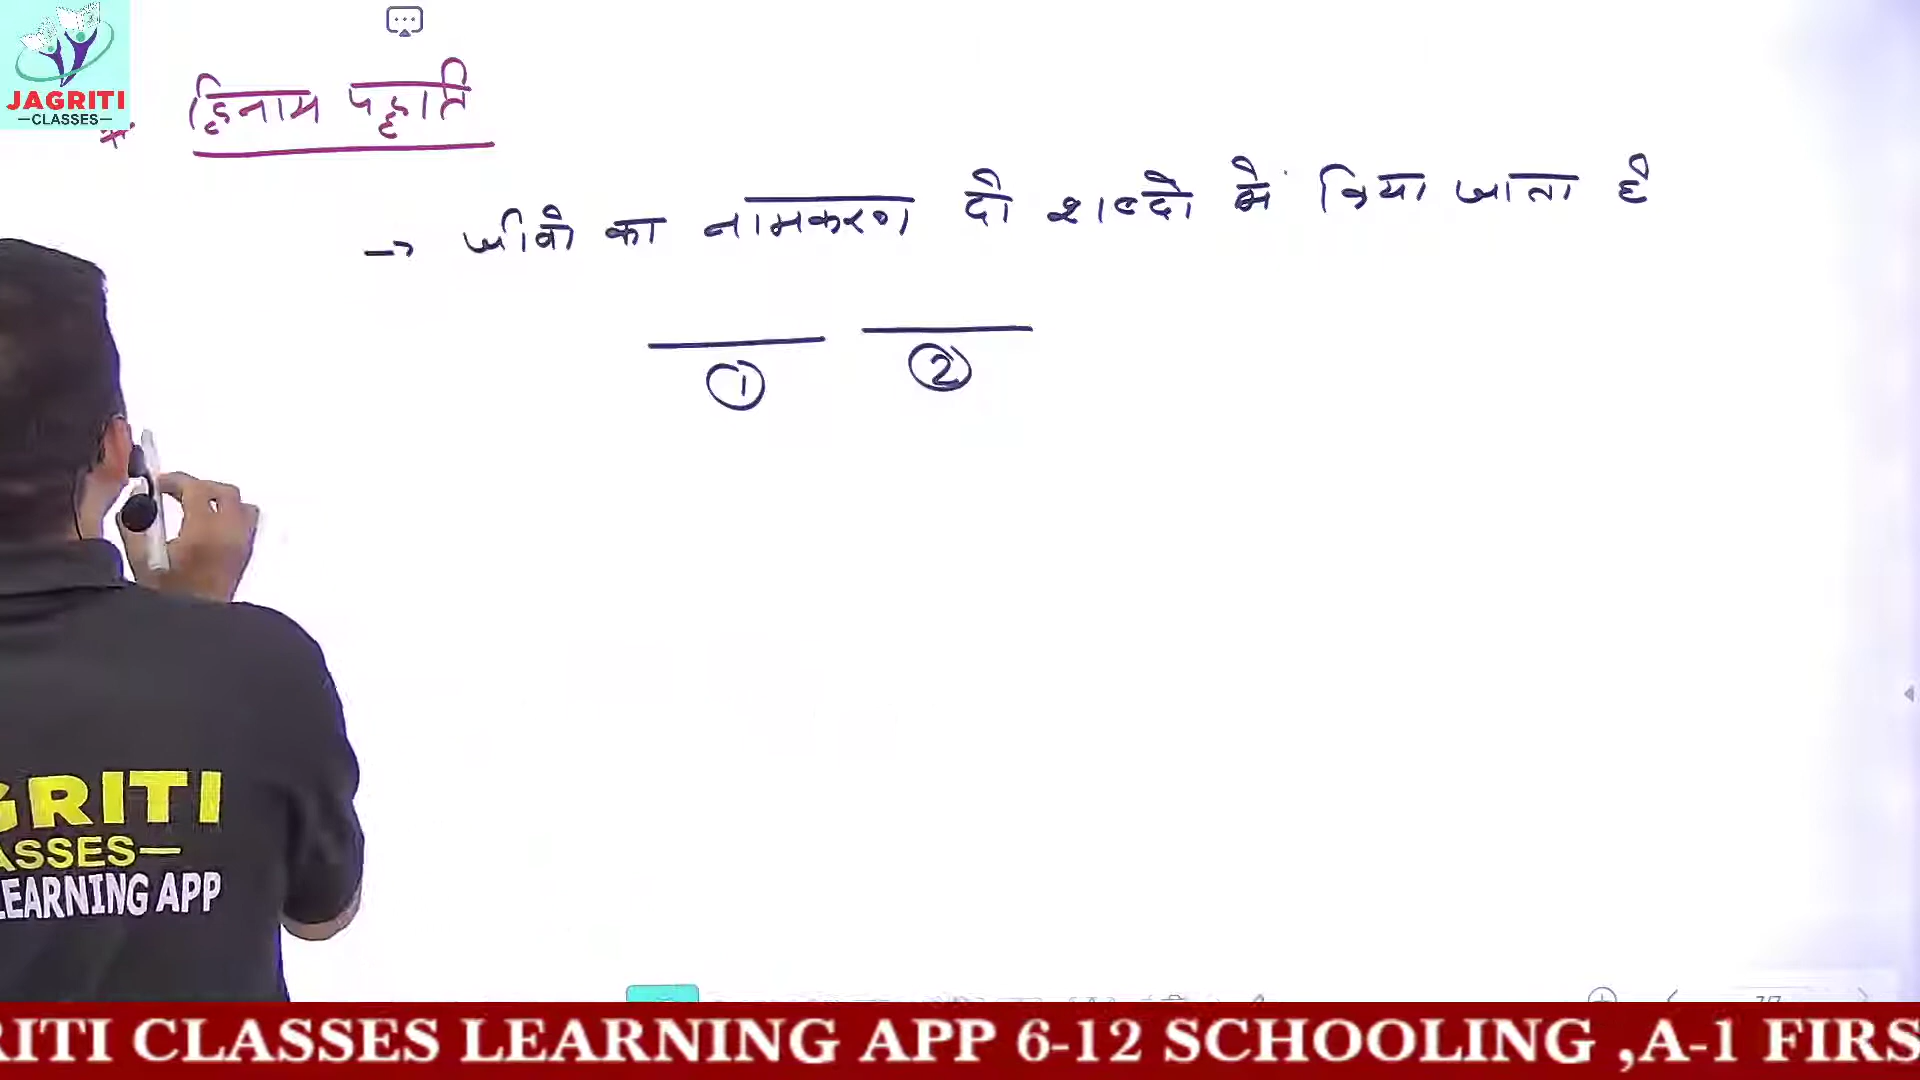 JAGRITI
—CLASSES—
* द्विनाम पद्धति
→ जीवो का नामकरण दो शब्दो में किया जाता है
① ②
GRITI
ASSES—
LEARNING APP
RITI CLASSES LEARNING APP 6-12 SCHOOLING ,A-1 FIRS